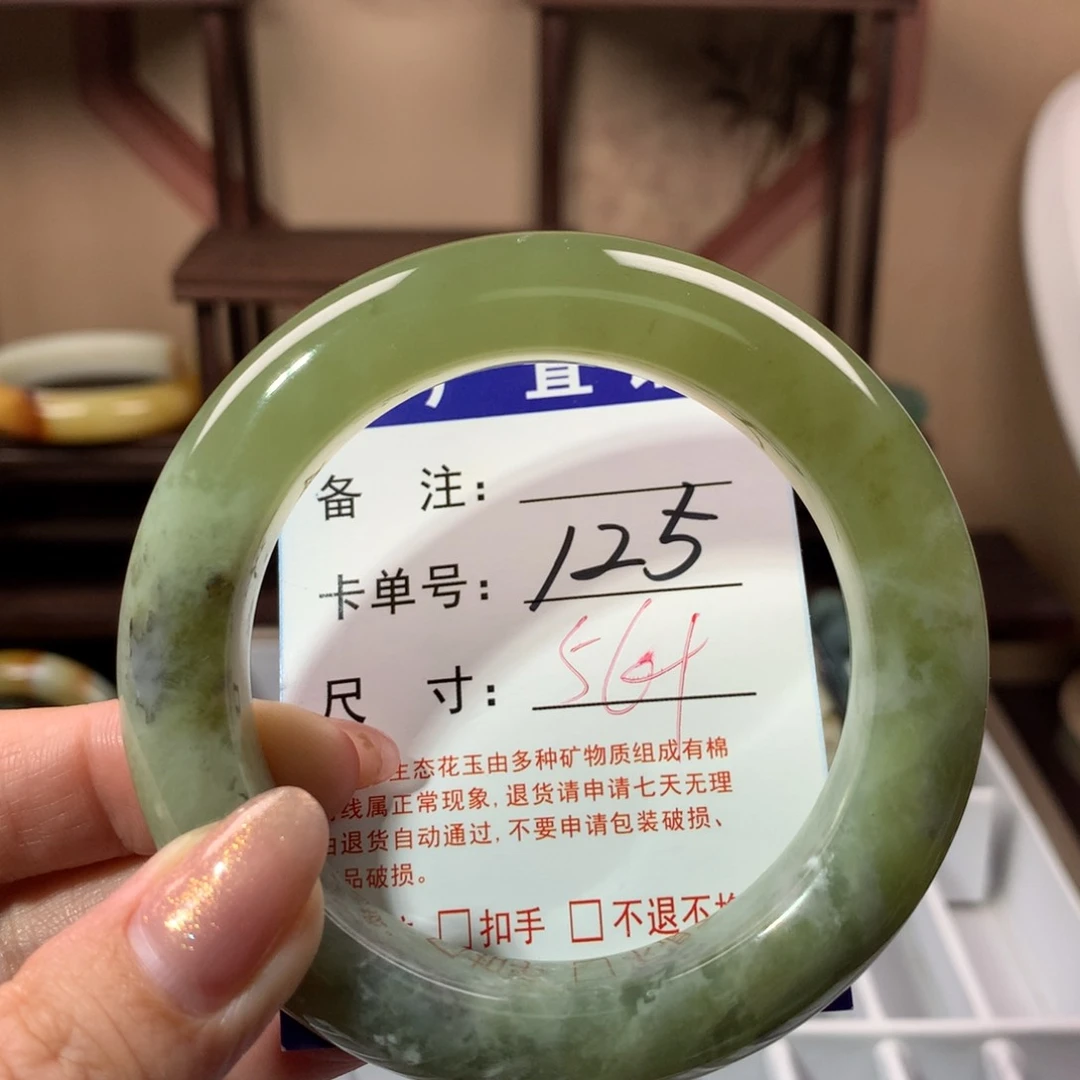 厂 直
备 注:
卡单号: 125
尺 寸: 564
生态花玉由多种矿物质组成有棉
线属正常现象,退货请申请七天无理
由退货自动通过,不要申请包装破损、
品破损。
□扣手 □不退不换